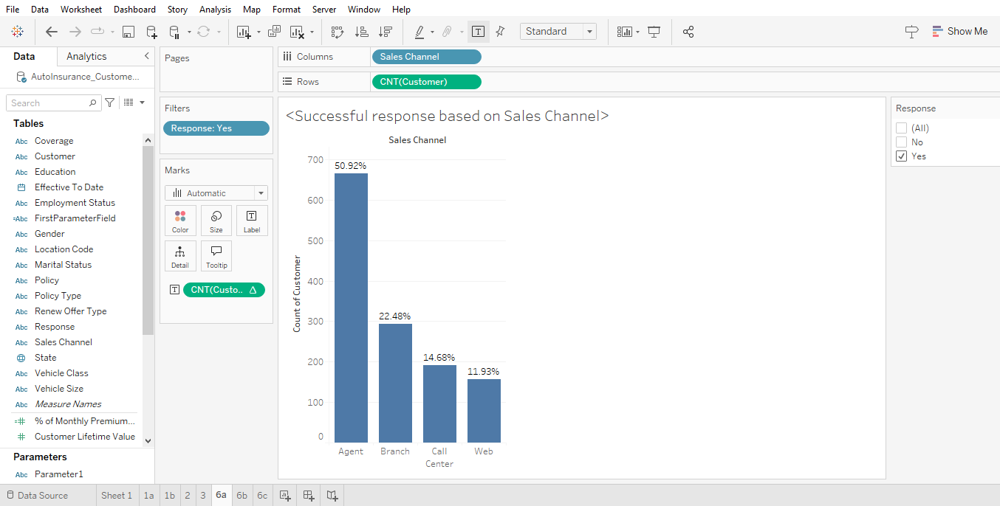 File Data Worksheet Dashboard Story Analysis Map Format Server Window Help
Standard
Show Me
Data Analytics
AutoInsurance_Custome...
Search
Tables
Abc Coverage
Abc Customer
Abc Education
Effective To Date
Abc Employment Status
=Abc FirstParameterField
Abc Gender
Abc Location Code
Abc Marital Status
Abc Policy
Abc Policy Type
Abc Renew Offer Type
Abc Response
Abc Sales Channel
State
Abc Vehicle Class
Abc Vehicle Size
Abc Measure Names
=# % of Monthly Premium...
# Customer Lifetime Value
Parameters
Abc Parameter1
Pages
Filters
Response: Yes
Marks
Automatic
Color Size Label
Detail Tooltip
T CNT(Custo.. Δ
Columns Sales Channel
Rows CNT(Customer)
<Successful response based on Sales Channel>
Sales Channel
Count of Customer
700
600
500
400
300
200
100
0
50.92%
22.48%
14.68%
11.93%
Agent Branch Call Center Web
Response
(All)
No
Yes
Data Source Sheet 1 1a 1b 2 3 6a 6b 6c